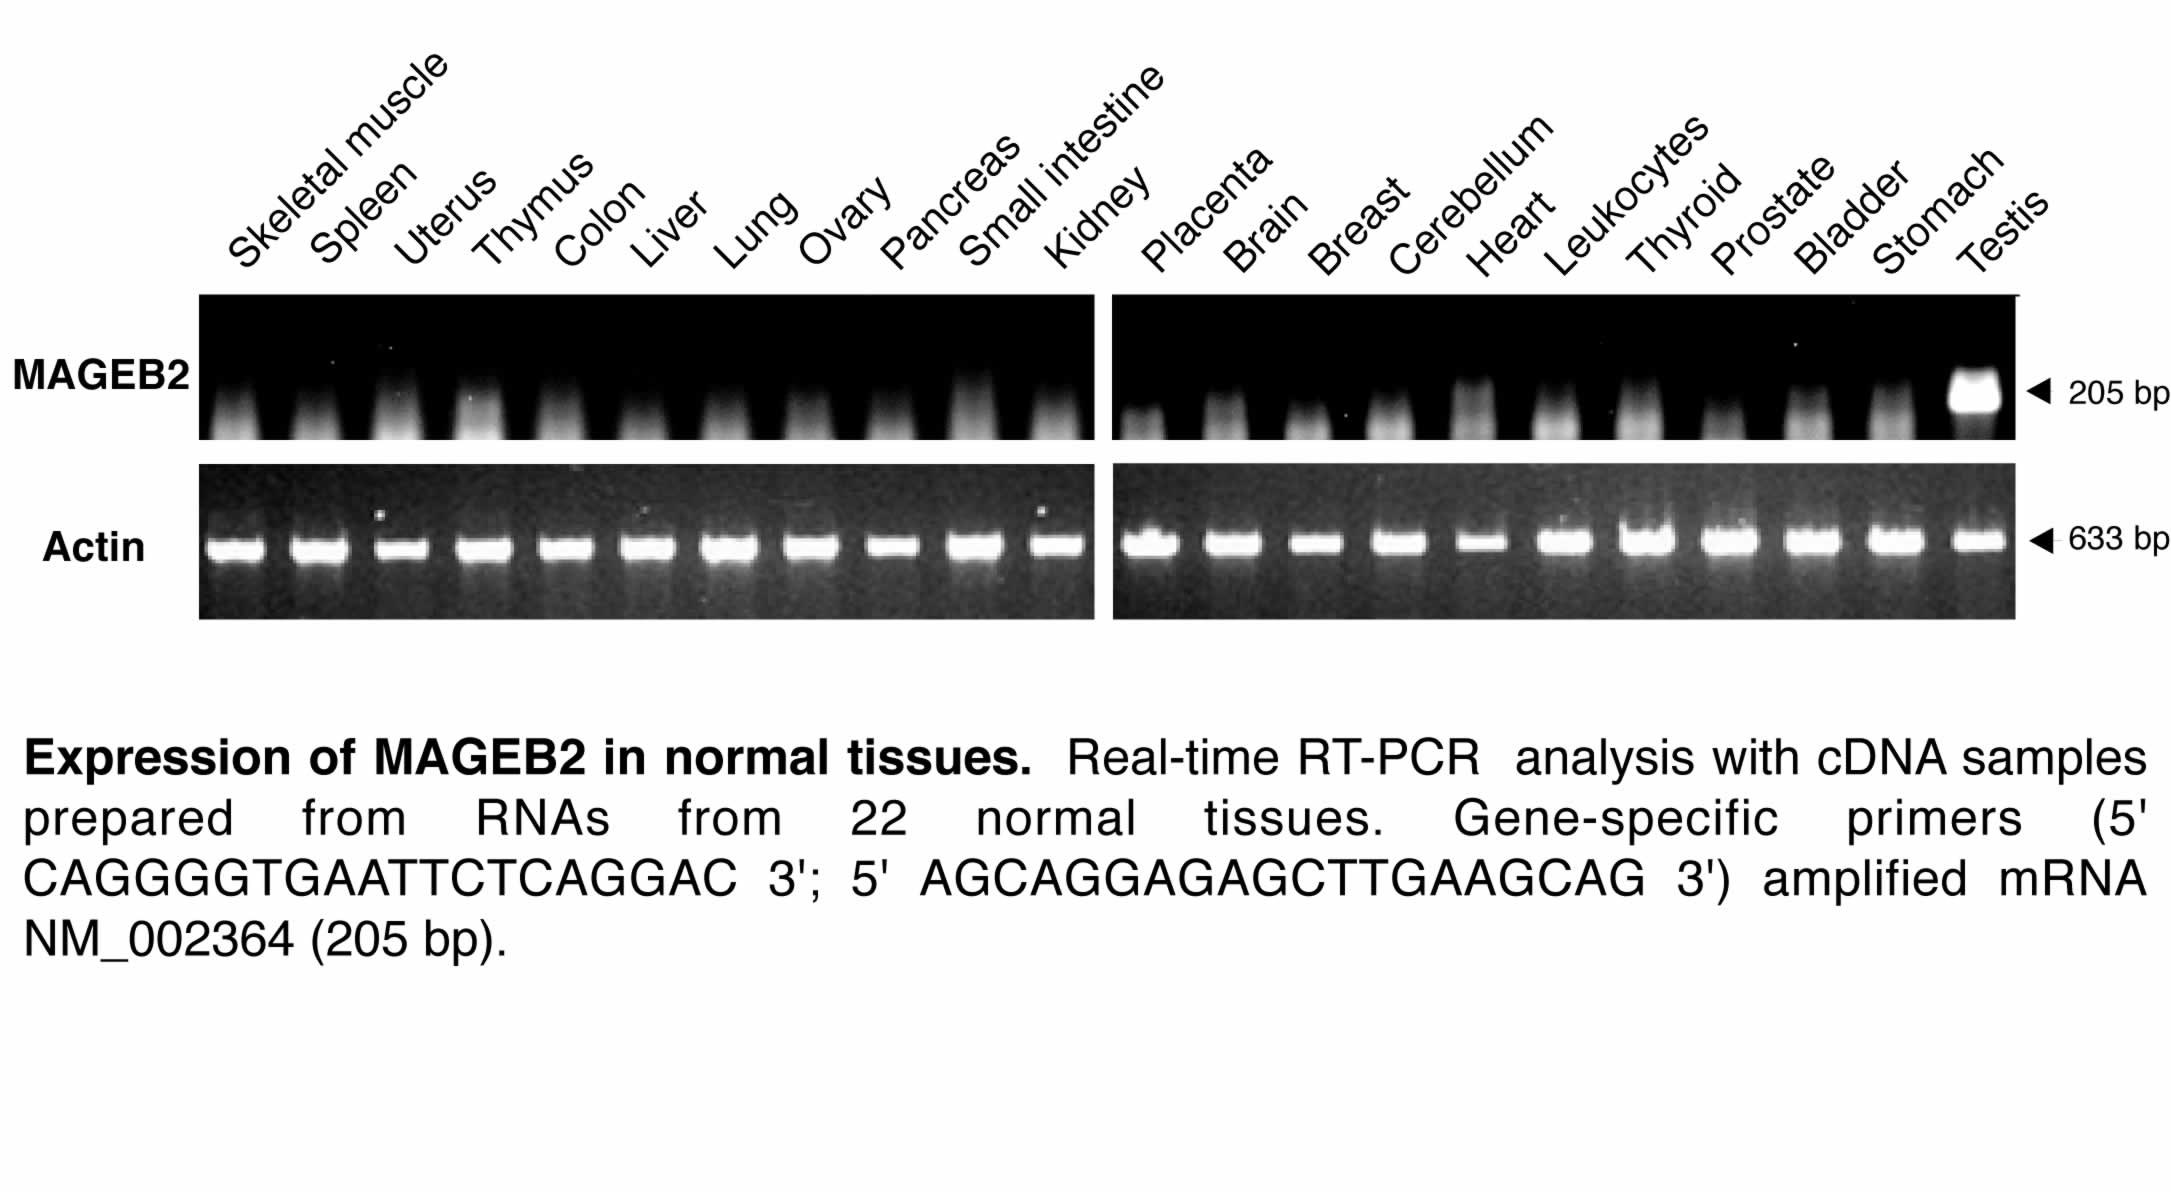 Skeletal muscle
Spleen
Uterus
Thymus
Colon
Liver
Lung
Ovary
Pancreas
Small intestine
Kidney
Placenta
Brain
Breast
Cerebellum
Heart
Leukocytes
Thyroid
Prostate
Bladder
Stomach
Testis
MAGEB2
205 bp
Actin
633 bp
Expression of MAGEB2 in normal tissues. Real-time RT-PCR analysis with cDNA samples
prepared from RNAs from 22 normal tissues. Gene-specific primers (5'
CAGGGGTGAATTCTCAGGAC 3'; 5' AGCAGGAGAGCTTGAAGCAG 3') amplified mRNA
NM_002364 (205 bp).